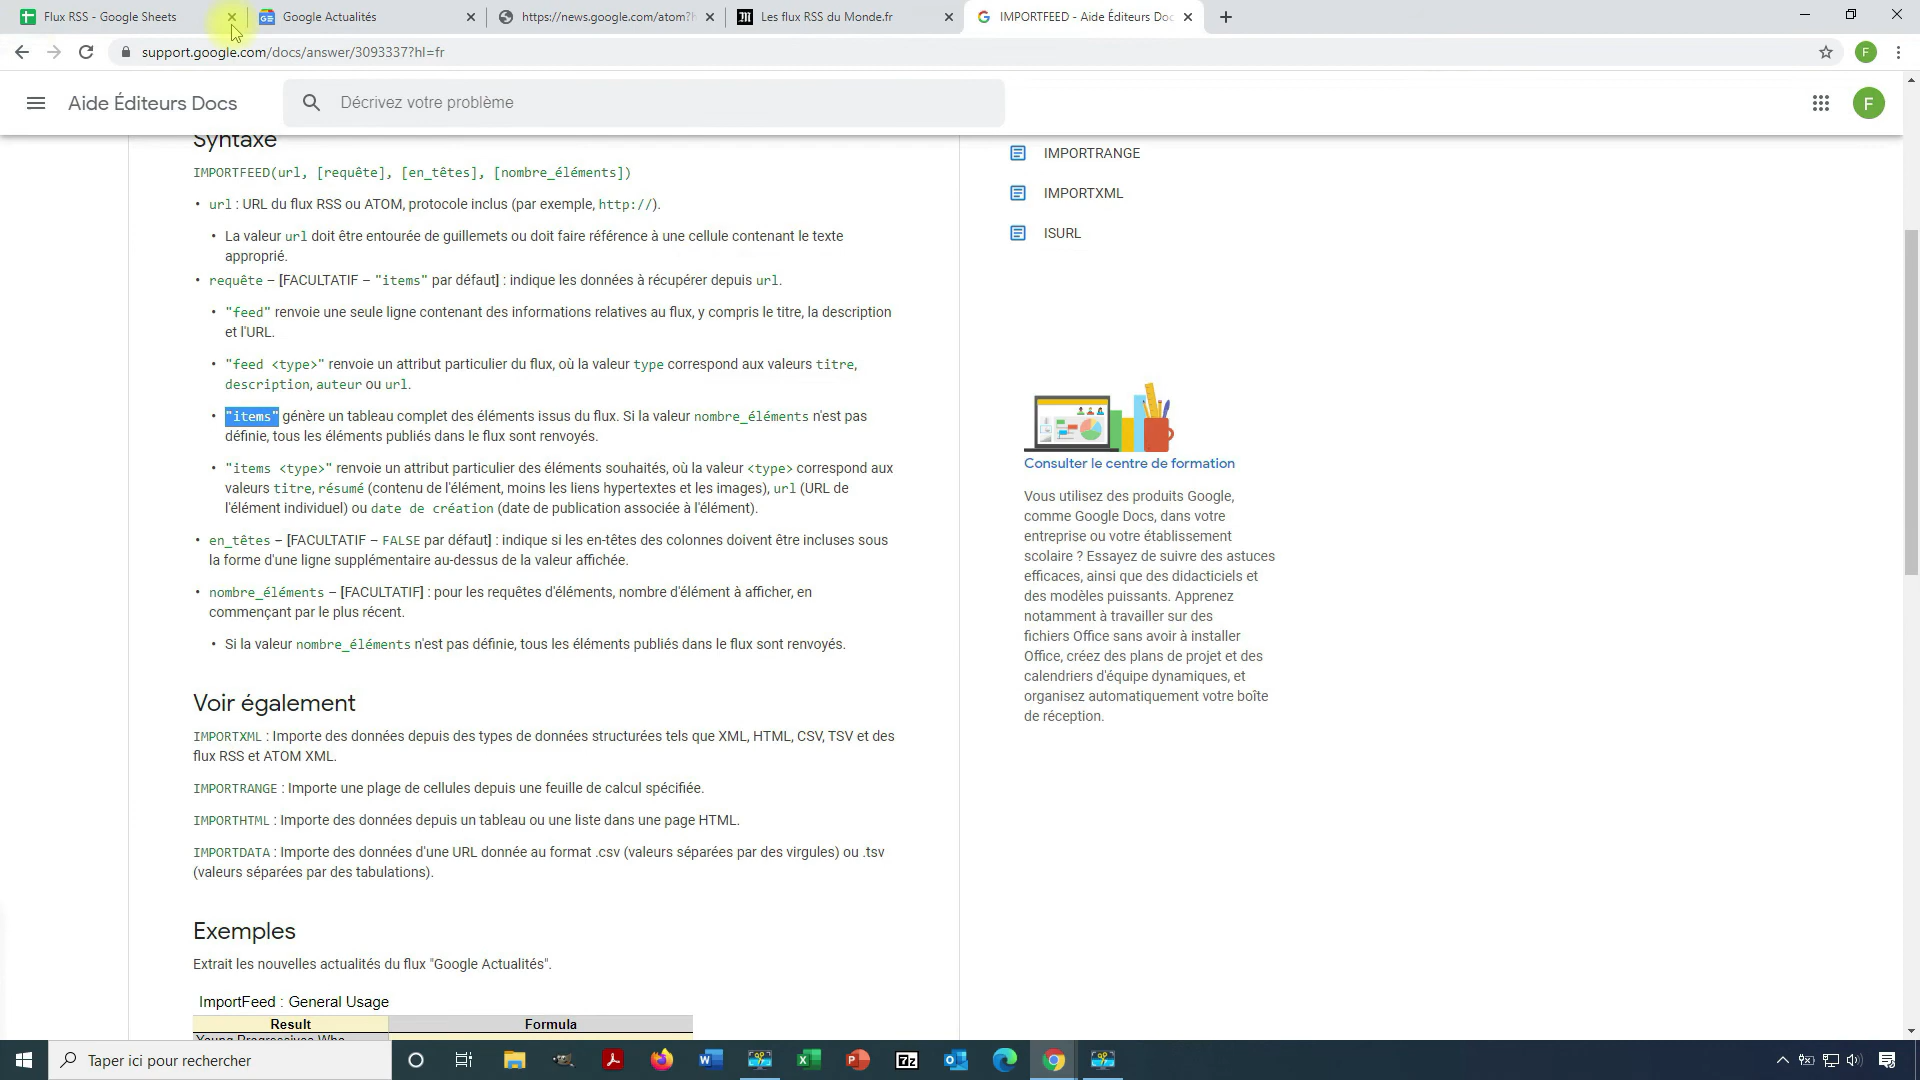 Flux RSS - Google Sheets
Google Actualités
https://news.google.com/atom?h
Les flux RSS du Monde.fr
IMPORTFEED - Aide Éditeurs Doc
support.google.com/docs/answer/3093337?hl=fr
F
Aide Éditeurs Docs
Décrivez votre problème
F
Syntaxe
IMPORTFEED(url, [requête], [en_têtes], [nombre_éléments])
• url : URL du flux RSS ou ATOM, protocole inclus (par exemple, http://).
• La valeur url doit être entourée de guillemets ou doit faire référence à une cellule contenant le texte
approprié.
• requête – [FACULTATIF – "items" par défaut] : indique les données à récupérer depuis url.
• "feed" renvoie une seule ligne contenant des informations relatives au flux, y compris le titre, la description
et l'URL.
• "feed <type>" renvoie un attribut particulier du flux, où la valeur type correspond aux valeurs titre,
description, auteur ou url.
• "items" génère un tableau complet des éléments issus du flux. Si la valeur nombre_éléments n'est pas
définie, tous les éléments publiés dans le flux sont renvoyés.
• "items <type>" renvoie un attribut particulier des éléments souhaités, où la valeur <type> correspond aux
valeurs titre, résumé (contenu de l'élément, moins les liens hypertextes et les images), url (URL de
l'élément individuel) ou date de création (date de publication associée à l'élément).
• en_têtes – [FACULTATIF – FALSE par défaut] : indique si les en-têtes des colonnes doivent être incluses sous
la forme d'une ligne supplémentaire au-dessus de la valeur affichée.
• nombre_éléments – [FACULTATIF] : pour les requêtes d'éléments, nombre d'élément à afficher, en
commençant par le plus récent.
• Si la valeur nombre_éléments n'est pas définie, tous les éléments publiés dans le flux sont renvoyés.
Voir également
IMPORTXML : Importe des données depuis des types de données structurées tels que XML, HTML, CSV, TSV et des
flux RSS et ATOM XML.
IMPORTRANGE : Importe une plage de cellules depuis une feuille de calcul spécifiée.
IMPORTHTML : Importe des données depuis un tableau ou une liste dans une page HTML.
IMPORTDATA : Importe des données d'une URL donnée au format .csv (valeurs séparées par des virgules) ou .tsv
(valeurs séparées par des tabulations).
Exemples
Extrait les nouvelles actualités du flux "Google Actualités".
ImportFeed : General Usage
Result Formula
Young Progressives Who
IMPORTRANGE
IMPORTXML
ISURL
Consulter le centre de formation
Vous utilisez des produits Google,
comme Google Docs, dans votre
entreprise ou votre établissement
scolaire ? Essayez de suivre des astuces
efficaces, ainsi que des didacticiels et
des modèles puissants. Apprenez
notamment à travailler sur des
fichiers Office sans avoir à installer
Office, créez des plans de projet et des
calendriers d'équipe dynamiques, et
organisez automatiquement votre boîte
de réception.
Taper ici pour rechercher